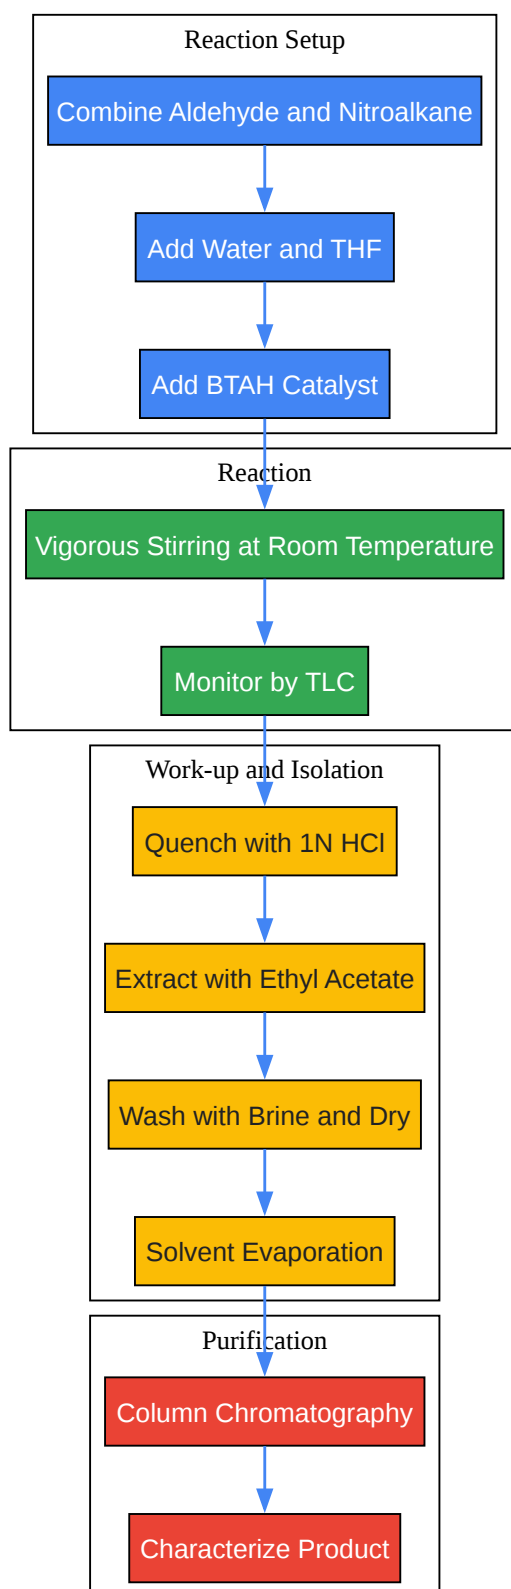 Reaction Setup
Combine Aldehyde and Nitroalkane
Add Water and THF
Add BTAH Catalyst
Reaction
Vigorous Stirring at Room Temperature
Monitor by TLC
Work-up and Isolation
Quench with 1N HCl
Extract with Ethyl Acetate
Wash with Brine and Dry
Solvent Evaporation
Purification
Column Chromatography
Characterize Product